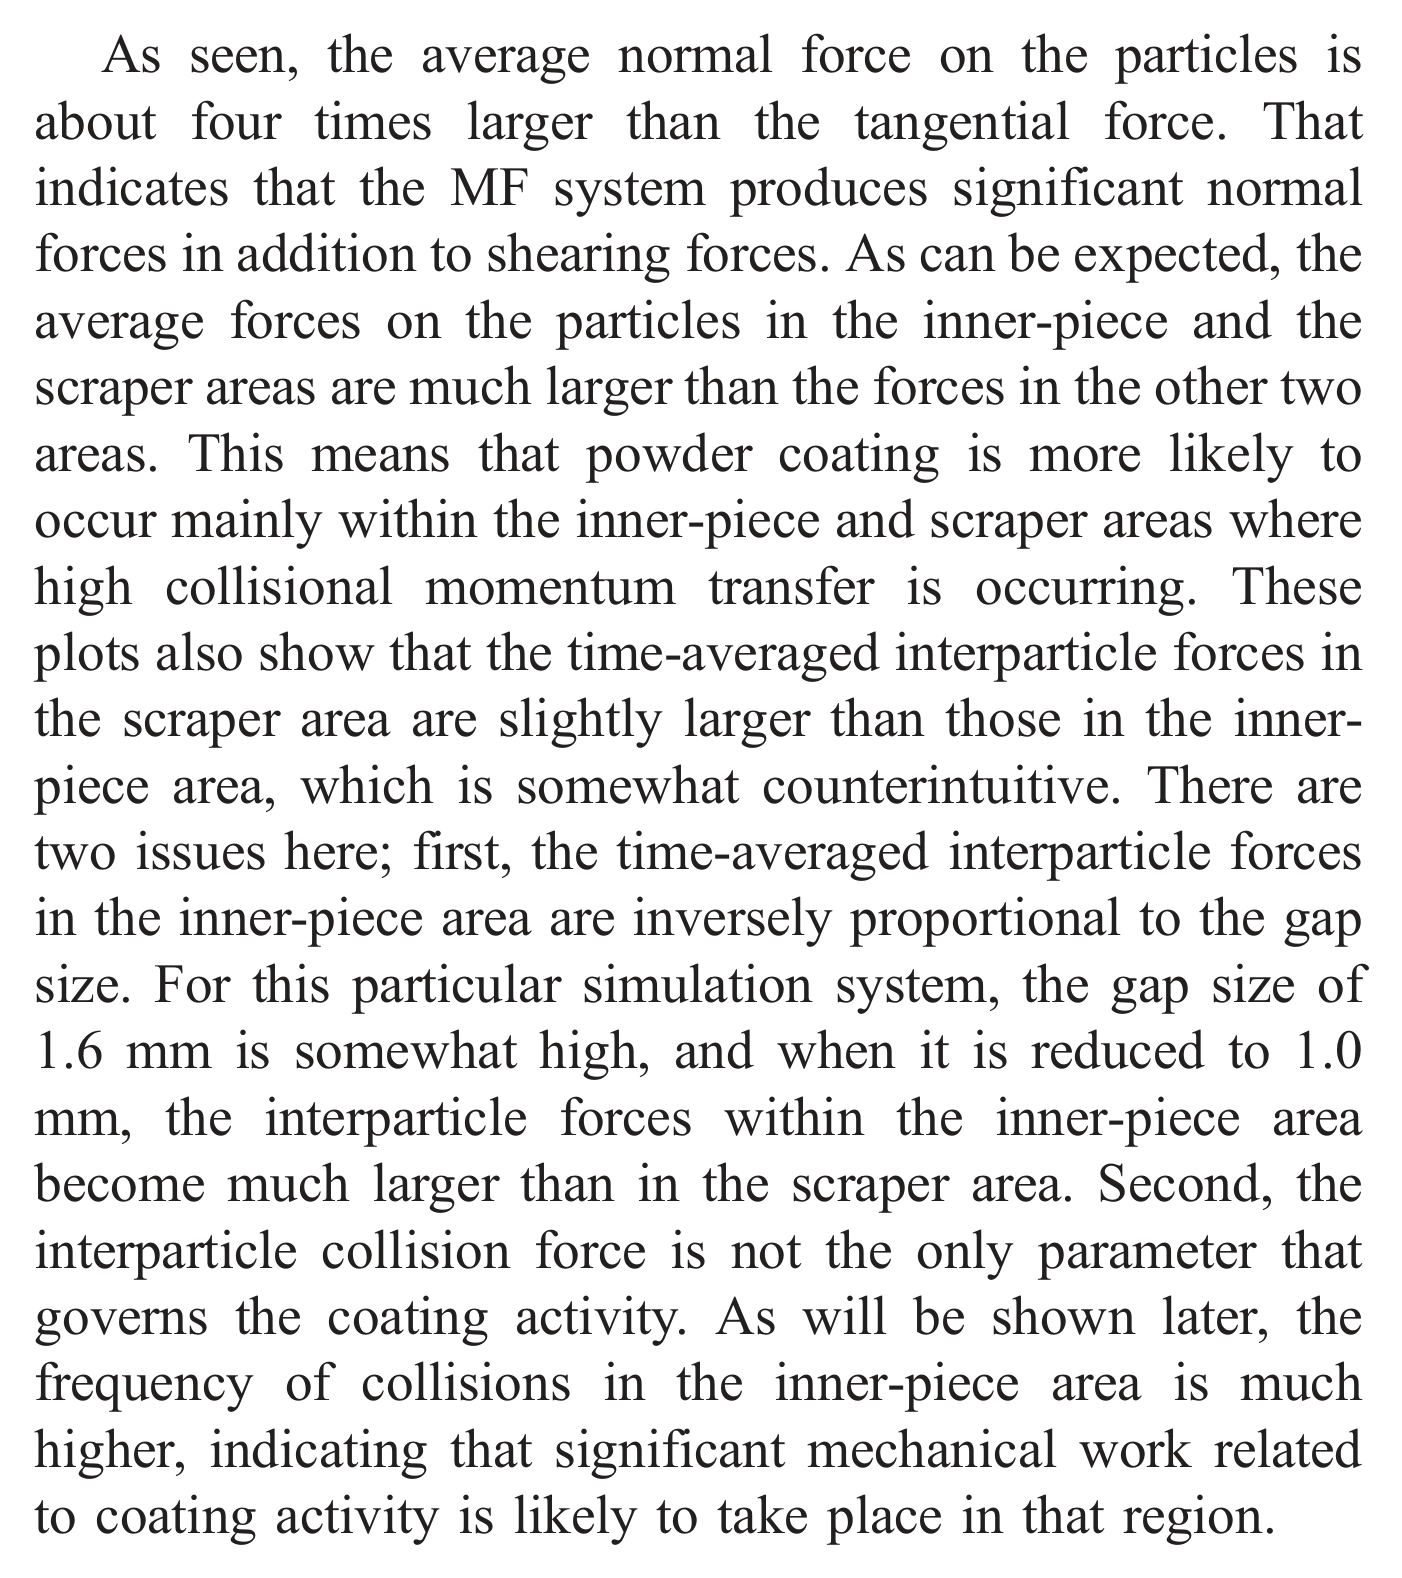 As seen, the average normal force on the particles is
about four times larger than the tangential force. That
indicates that the MF system produces significant normal
forces in addition to shearing forces. As can be expected, the
average forces on the particles in the inner-piece and the
scraper areas are much larger than the forces in the other two
areas. This means that powder coating is more likely to
occur mainly within the inner-piece and scraper areas where
high collisional momentum transfer is occurring. These
plots also show that the time-averaged interparticle forces in
the scraper area are slightly larger than those in the inner-
piece area, which is somewhat counterintuitive. There are
two issues here; first, the time-averaged interparticle forces
in the inner-piece area are inversely proportional to the gap
size. For this particular simulation system, the gap size of
1.6 mm is somewhat high, and when it is reduced to 1.0
mm, the interparticle forces within the inner-piece area
become much larger than in the scraper area. Second, the
interparticle collision force is not the only parameter that
governs the coating activity. As will be shown later, the
frequency of collisions in the inner-piece area is much
higher, indicating that significant mechanical work related
to coating activity is likely to take place in that region.